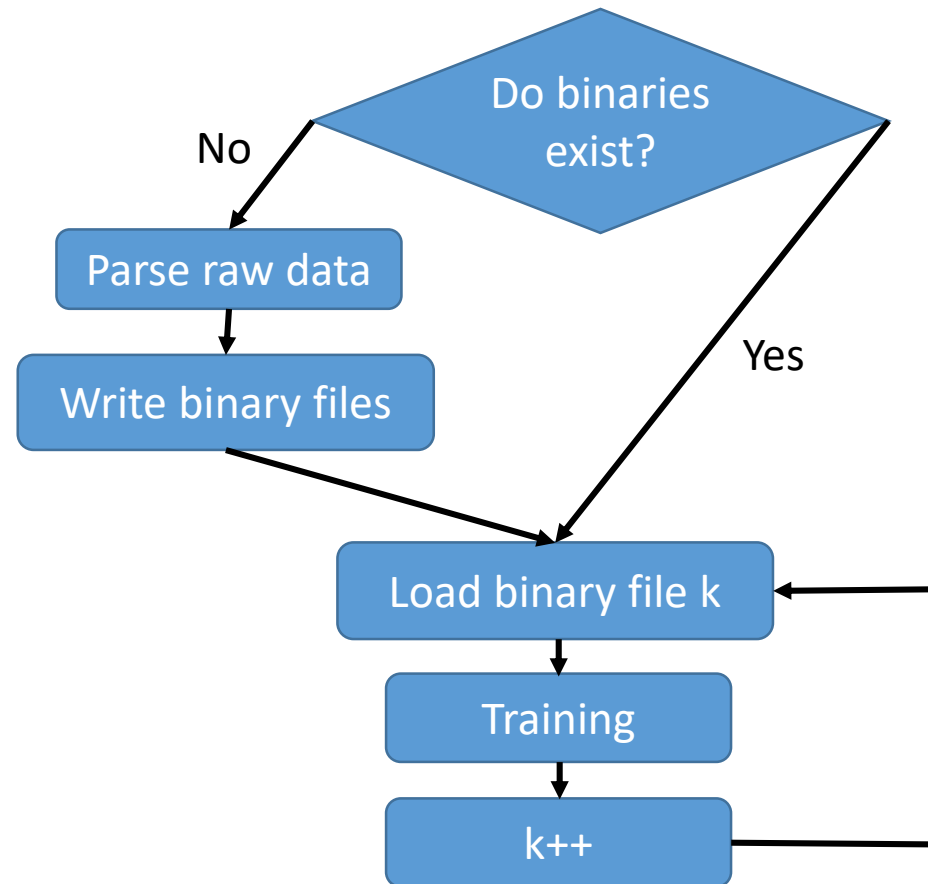 Do binaries
exist?
No
Parse raw data
Yes
Write binary files
Load binary file k
Training
k++